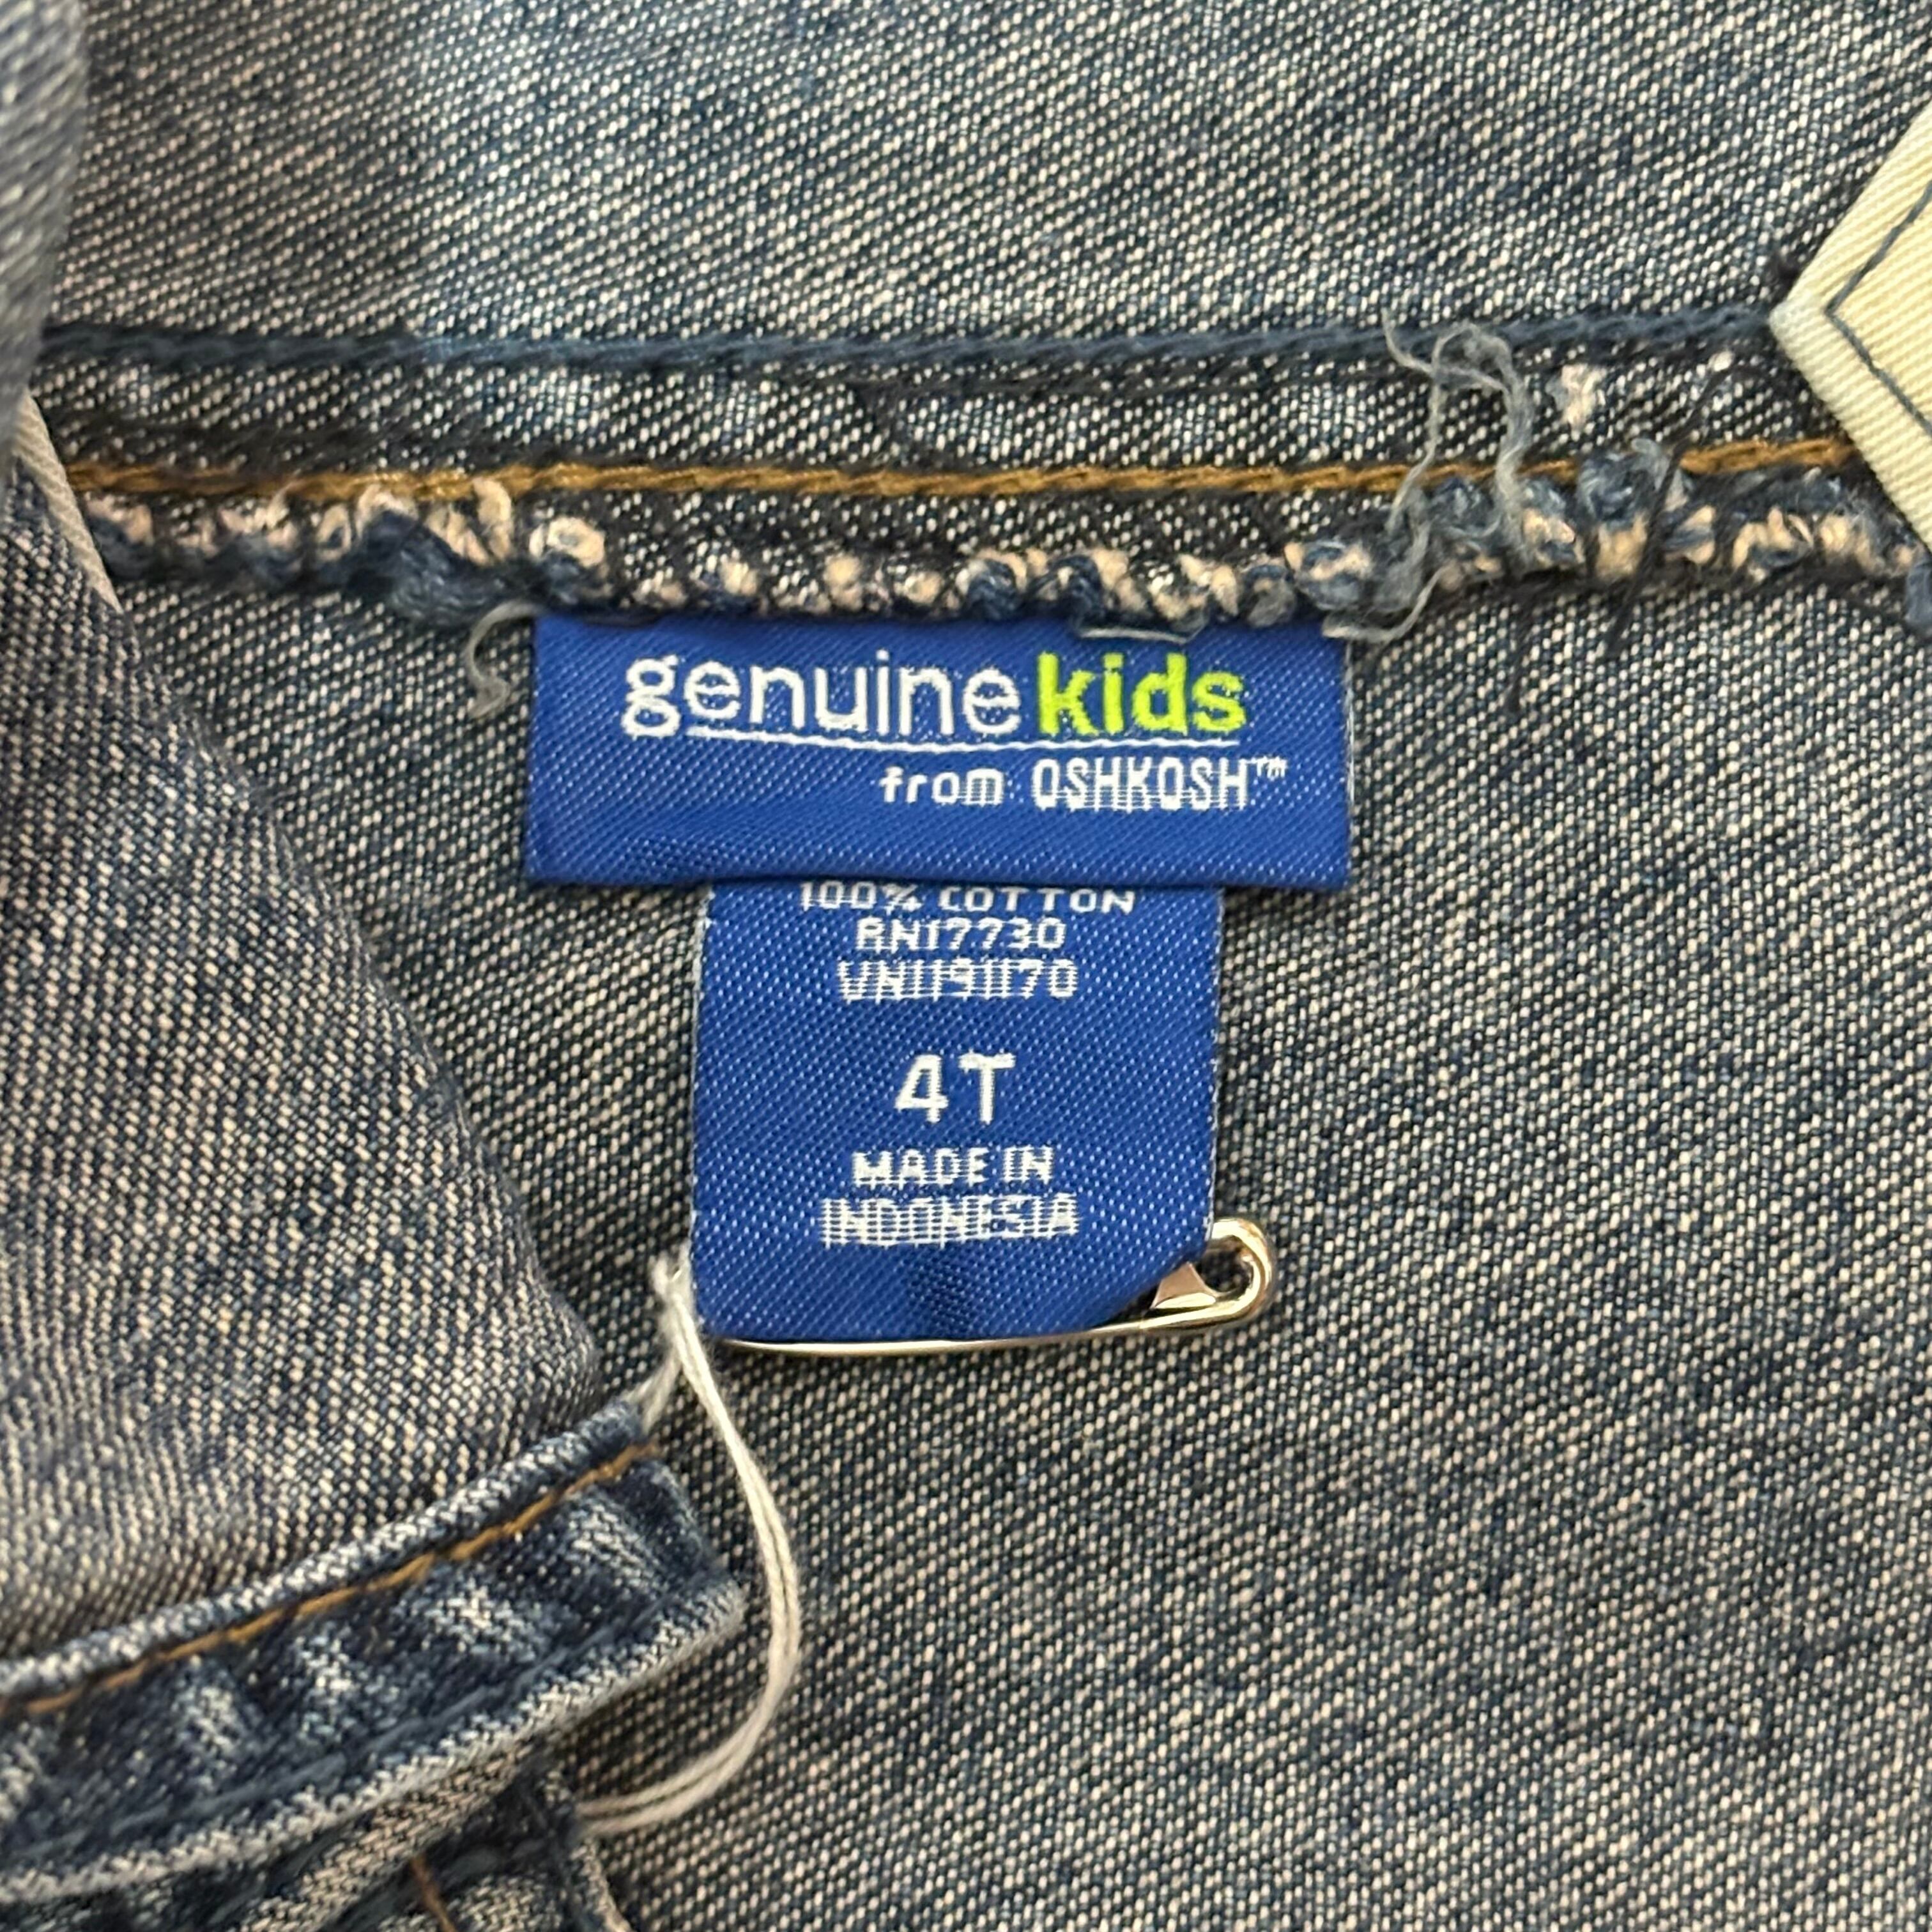 genuine kids
from OSHKOSH™
100% COTTON
RN17730
VN1191170
4T
MADE IN
INDONESIA